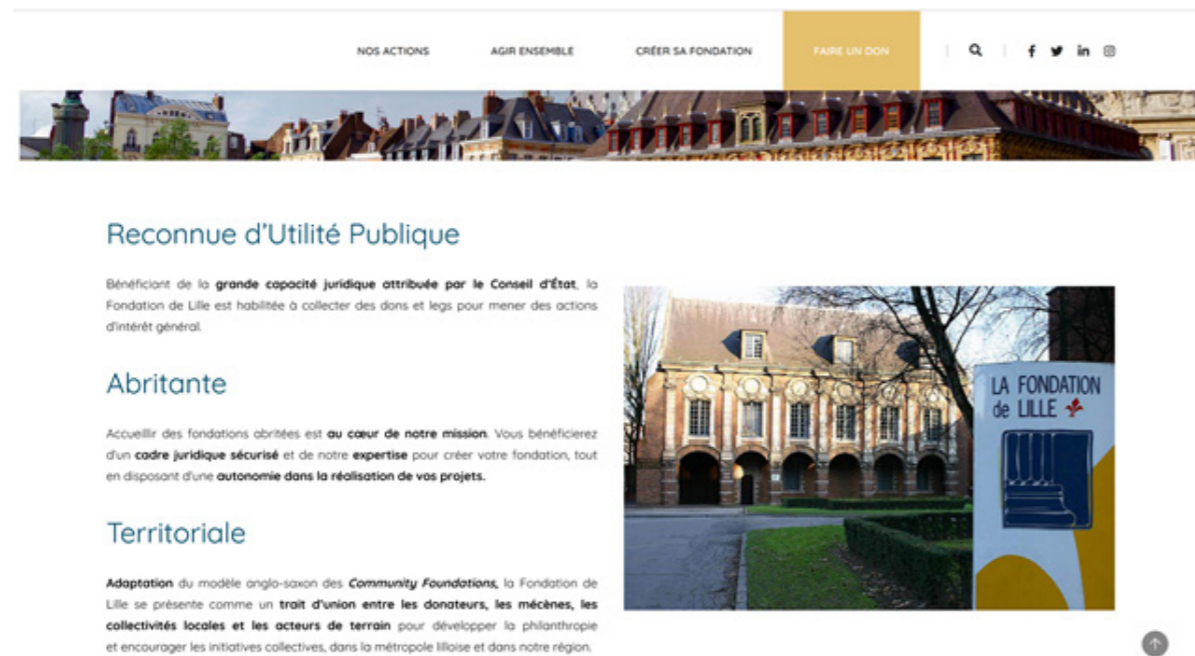 NOS ACTIONS AGIR ENSEMBLE CRÉER SA FONDATION FAIRE UN DON
Reconnue d'Utilité Publique
Bénéficiant de la grande capacité juridique attribuée par le Conseil d'État, la
Fondation de Lille est habilitée à collecter des dons et legs pour mener des actions
d'intérêt général.
Abritante
Accueillir des fondations abritées est au cœur de notre mission. Vous bénéficierez
d'un cadre juridique sécurisé et de notre expertise pour créer votre fondation, tout
en disposant d'une autonomie dans la réalisation de vos projets.
Territoriale
Adaptation du modèle anglo-saxon des Community Foundations, la Fondation de
Lille se présente comme un trait d'union entre les donateurs, les mécènes, les
collectivités locales et les acteurs de terrain pour développer la philanthropie
et encourager les initiatives collectives, dans la métropole lilloise et dans notre région.
LA FONDATION
de LILLE